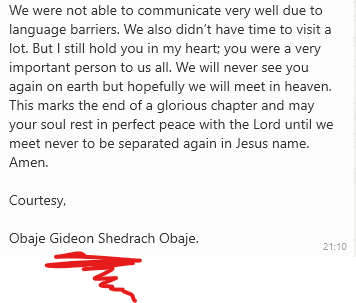 We were not able to communicate very well due to
language barriers. We also didn't have time to visit a
lot. But I still hold you in my heart; you were a very
important person to us all. We will never see you
again on earth but hopefully we will meet in heaven.
This marks the end of a glorious chapter and may
your soul rest in perfect peace with the Lord until we
meet never to be separated again in Jesus name.
Amen.
Courtesy,
Obaje Gideon Shedrach Obaje.
21:10